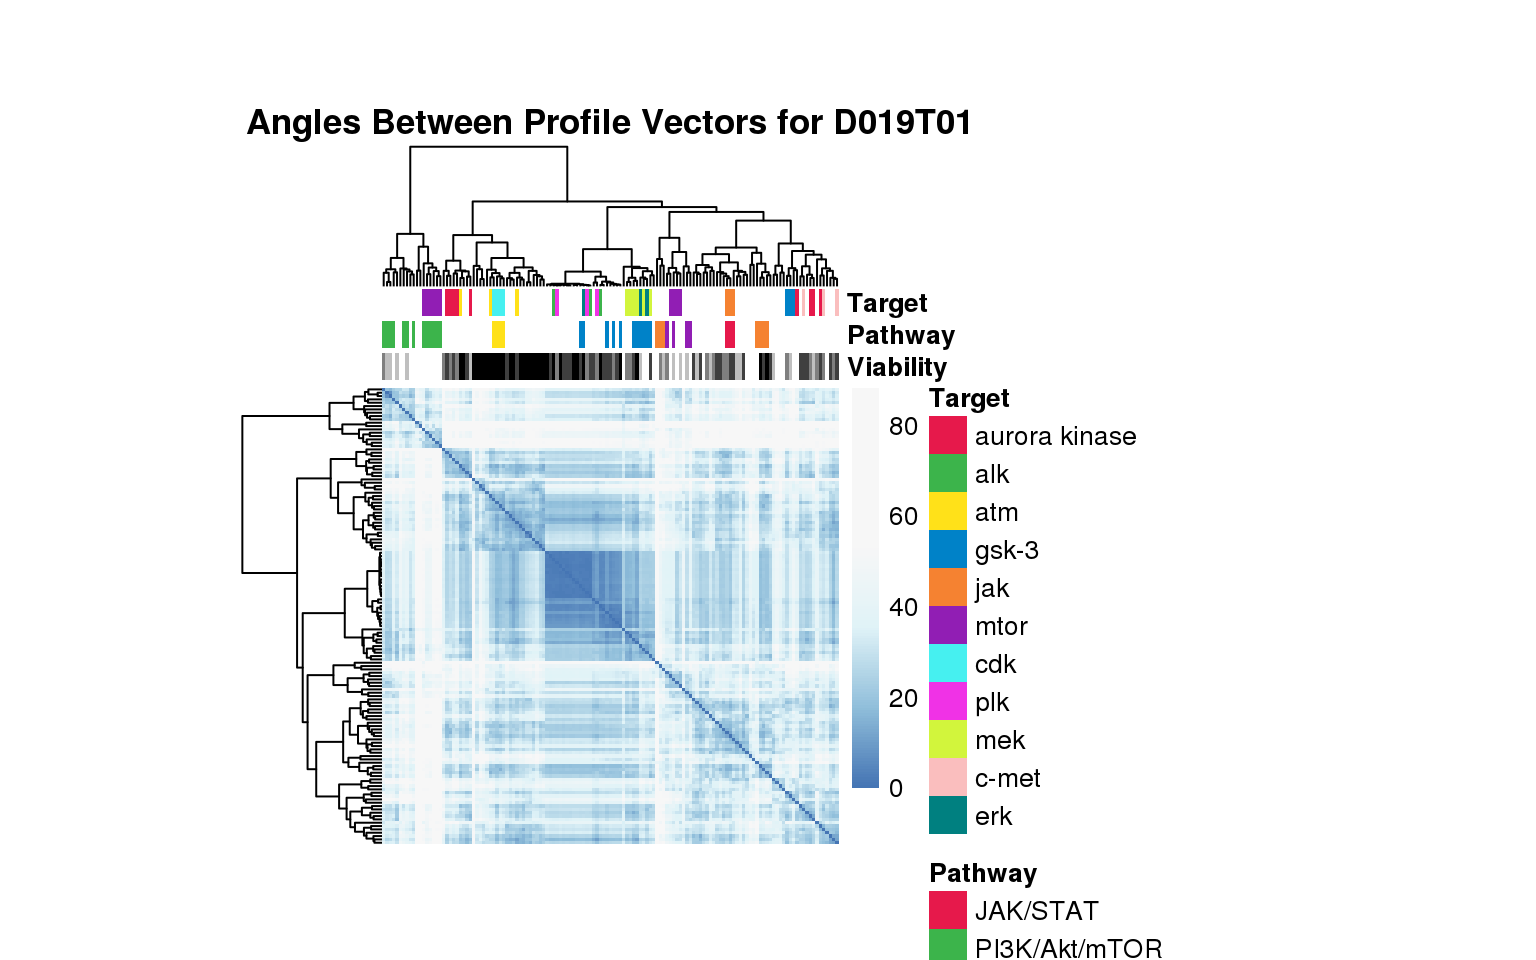 Angles Between Profile Vectors for D019T01
Target
Pathway
Viability
80
60
40
20
0
Target
aurora kinase
alk
atm
gsk-3
jak
mtor
cdk
plk
mek
c-met
erk
Pathway
JAK/STAT
PI3K/Akt/mTOR